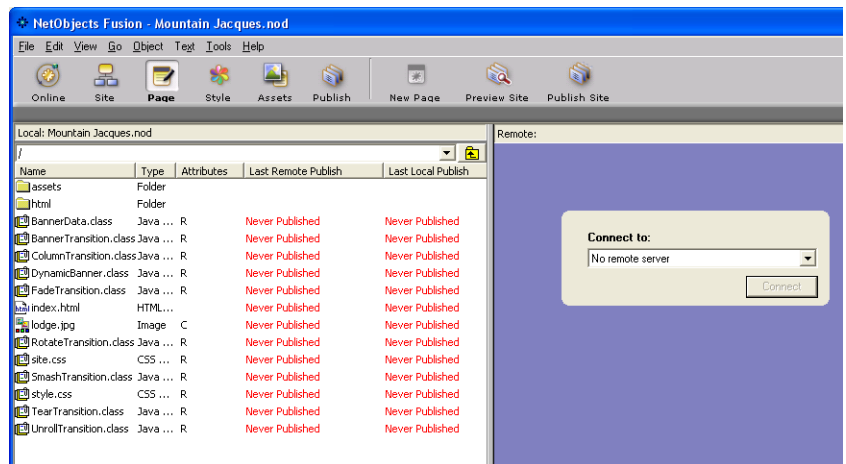 NetObjects Fusion - Mountain Jacques.nod
File Edit View Go Object Text Tools Help
Online Site Page Style Assets Publish New Page Preview Site Publish Site
Local: Mountain Jacques.nod Remote:
/
Name Type Attributes Last Remote Publish Last Local Publish
assets Folder
html Folder
BannerData.class Java ... R Never Published Never Published
BannerTransition.class Java ... R Never Published Never Published
ColumnTransition.class Java ... R Never Published Never Published
DynamicBanner.class Java ... R Never Published Never Published
FadeTransition.class Java ... R Never Published Never Published
index.html HTML... Never Published Never Published
lodge.jpg Image C Never Published Never Published
RotateTransition.class Java ... R Never Published Never Published
site.css CSS ... R Never Published Never Published
SmashTransition.class Java ... R Never Published Never Published
style.css CSS ... R Never Published Never Published
TearTransition.class Java ... R Never Published Never Published
UnrollTransition.class Java ... R Never Published Never Published
Connect to:
No remote server
Connect